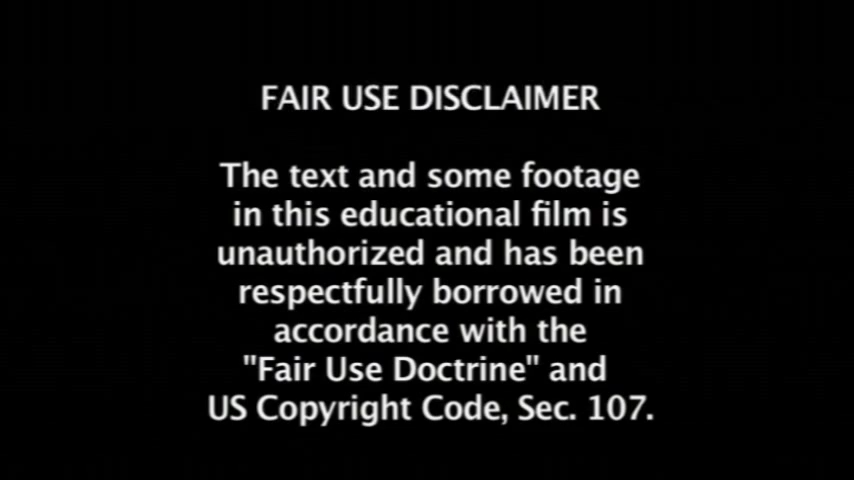 FAIR USE DISCLAIMER
The text and some footage
in this educational film is
unauthorized and has been
respectfully borrowed in
accordance with the
"Fair Use Doctrine" and
US Copyright Code, Sec. 107.